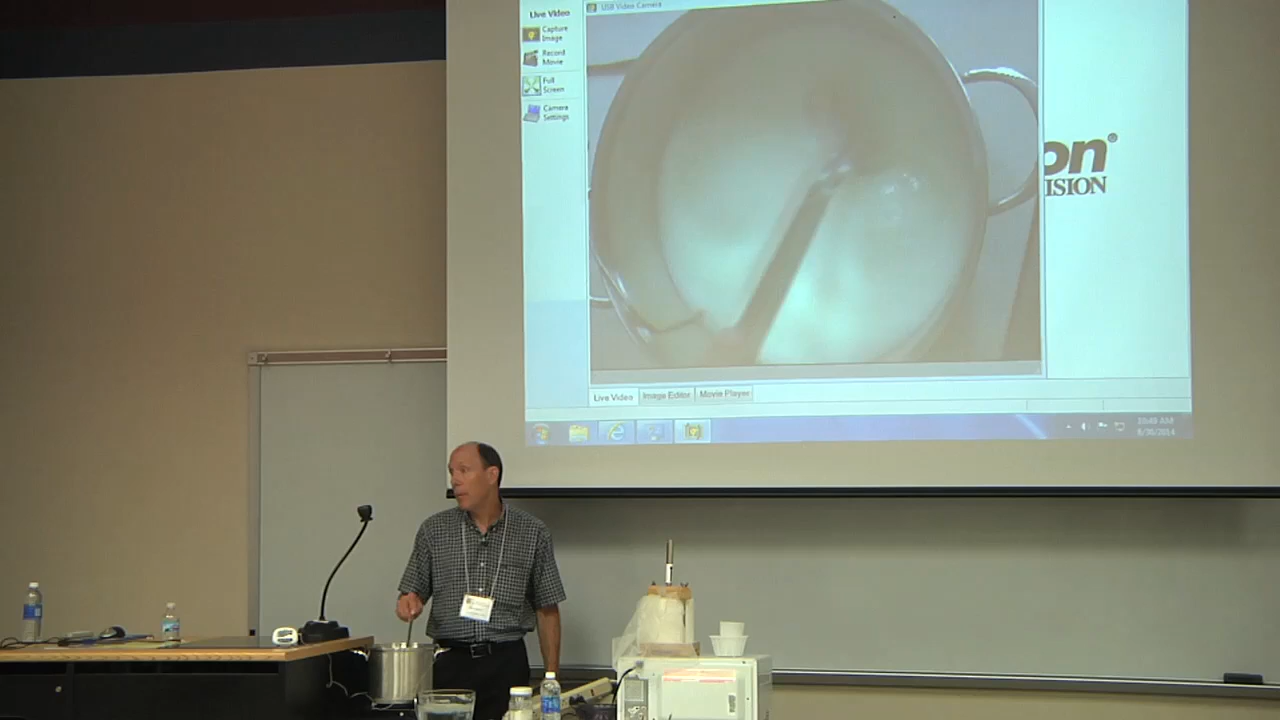 Live Video
USB Video Camera
Capture
Image
Record
Movie
Full
Screen
Camera
Settings
on®
ISION
Live Video
Image Editor
Movie Player